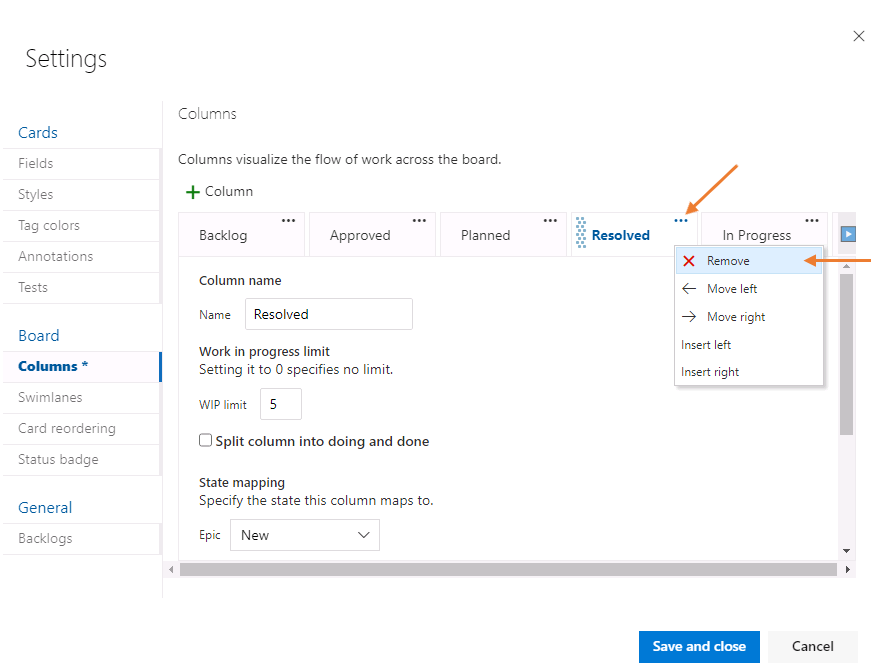 Settings
Cards
Fields
Styles
Tag colors
Annotations
Tests
Board
Columns *
Swimlanes
Card reordering
Status badge
General
Backlogs
Columns
Columns visualize the flow of work across the board.
+ Column
Backlog ... Approved ... Planned ... Resolved ... In Progress ...
Remove
Move left
Move right
Insert left
Insert right
Column name
Name Resolved
Work in progress limit
Setting it to 0 specifies no limit.
WIP limit 5
Split column into doing and done
State mapping
Specify the state this column maps to.
Epic New
Save and close Cancel